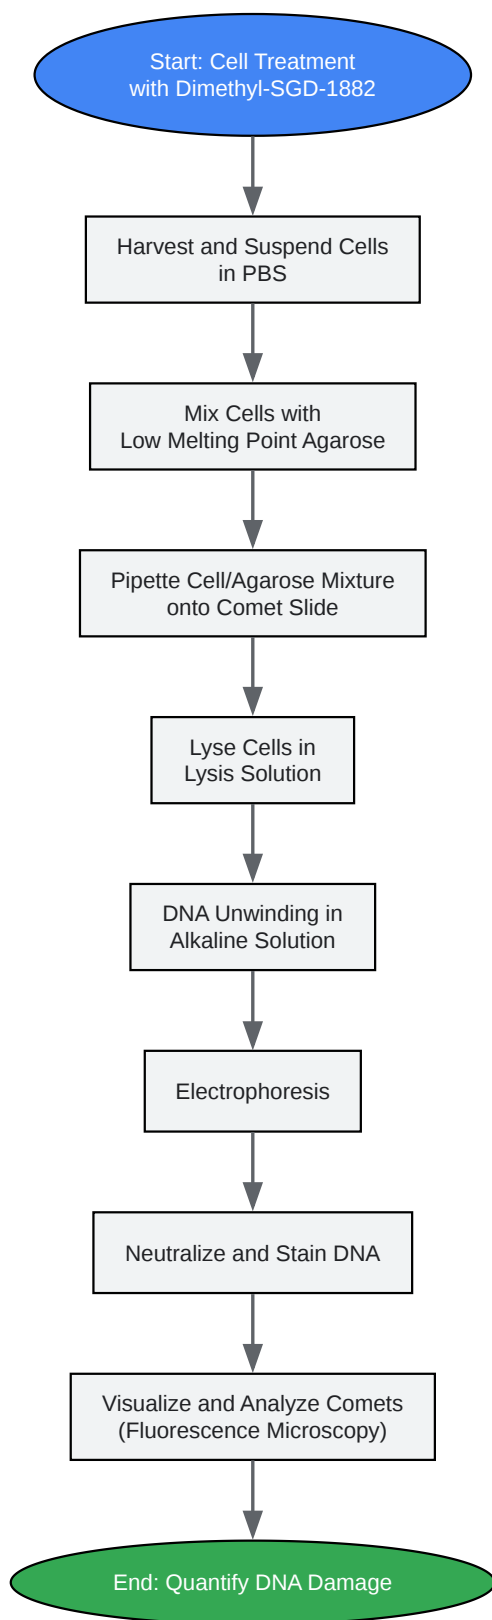 Start: Cell Treatment
with Dimethyl-SGD-1882
Harvest and Suspend Cells
in PBS
Mix Cells with
Low Melting Point Agarose
Pipette Cell/Agarose Mixture
onto Comet Slide
Lyse Cells in
Lysis Solution
DNA Unwinding in
Alkaline Solution
Electrophoresis
Neutralize and Stain DNA
Visualize and Analyze Comets
(Fluorescence Microscopy)
End: Quantify DNA Damage